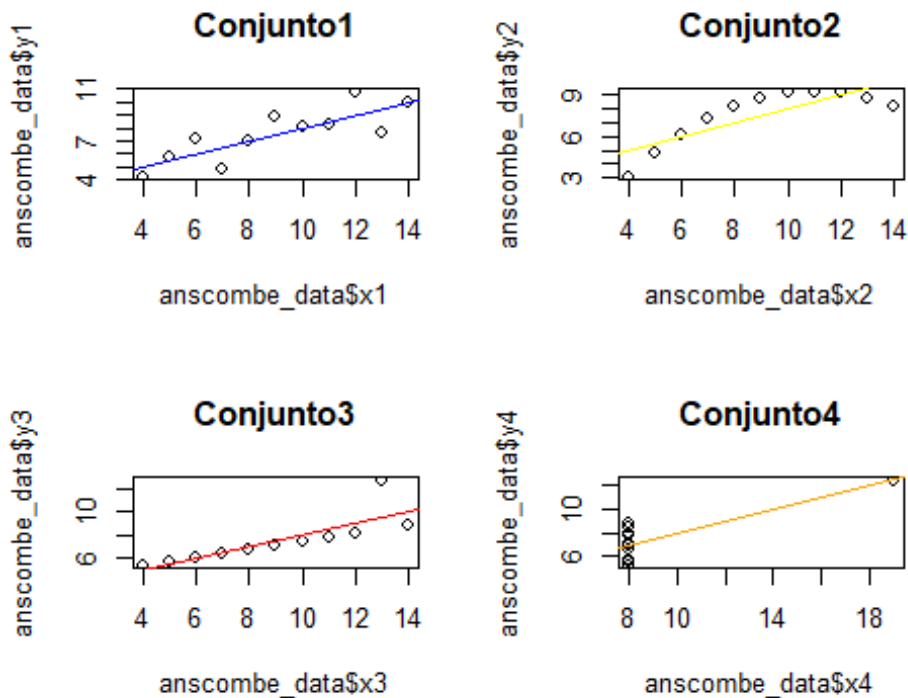 Conjunto1
anscombe_data$y1
4 7 11
4 6 8 10 12 14
anscombe_data$x1
Conjunto2
anscombe_data$y2
3 6 9
4 6 8 10 12 14
anscombe_data$x2
Conjunto3
anscombe_data$y3
6 10
4 6 8 10 12 14
anscombe_data$x3
Conjunto4
anscombe_data$y4
6 10
8 10 14 18
anscombe_data$x4